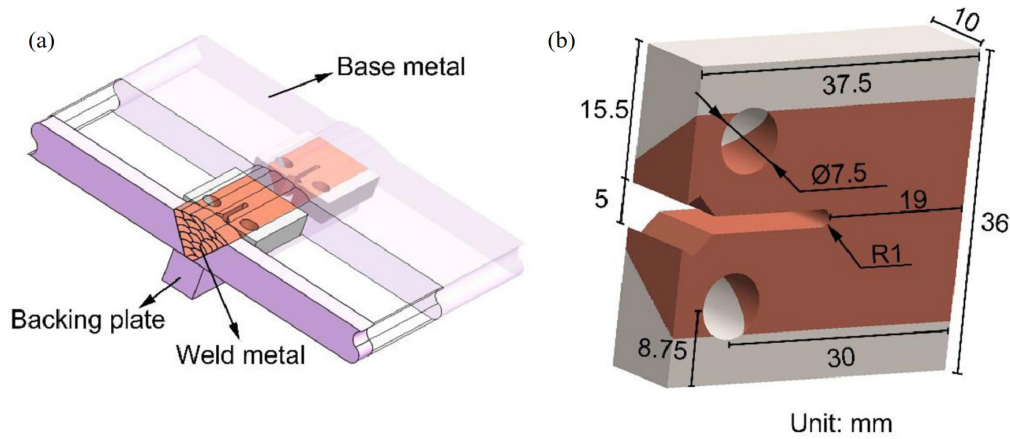 (a)
Base metal
Backing plate
Weld metal
(b)
10
37.5
15.5
Ø7.5
5
19
36
R1
8.75
30
Unit: mm